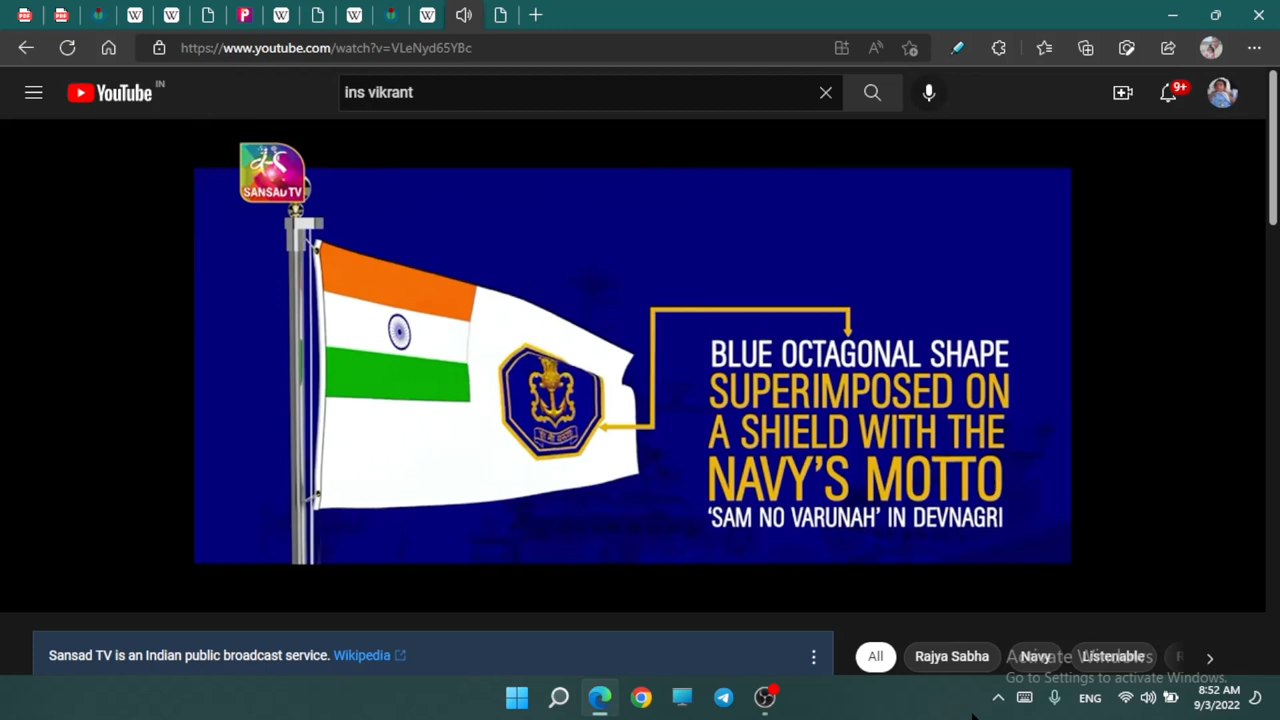 https://www.youtube.com/watch?v=VLeNyd65YBc
YouTube IN
ins vikrant
9+
SANSAD TV
BLUE OCTAGONAL SHAPE
SUPERIMPOSED ON
A SHIELD WITH THE
NAVY'S MOTTO
'SAM NO VARUNAH' IN DEVNAGRI
Sansad TV is an Indian public broadcast service. Wikipedia
All
Rajya Sabha
Navy
Listenable
Activate Windows
Go to Settings to activate Windows.
ENG
8:52 AM
9/3/2022